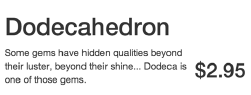 Dodecahedron
Some gems have hidden qualities beyond
their luster, beyond their shine... Dodeca is
one of those gems.
$2.95